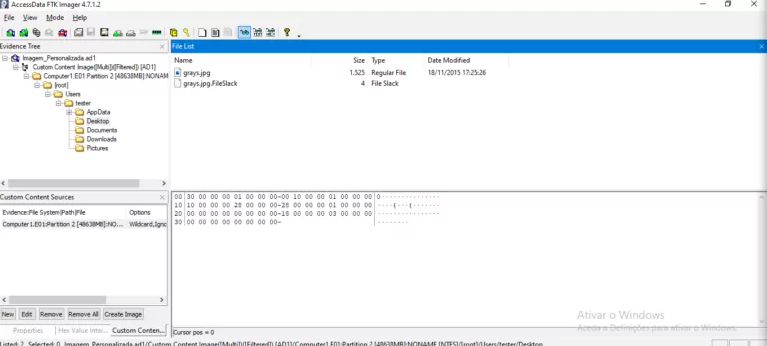 AccessData FTK Imager 4.7.1.2
File View Mode Help
Evidence Tree
File List
Imagem_Personalizada.ad1
Custom Content Image([Multi])([Filtered]) [AD1]
Computer1.E01:Partition 2 [48638MB]:NONAM
[root]
Users
tester
AppData
Desktop
Documents
Downloads
Pictures
Name Size Type Date Modified
grays.jpg 1.525 Regular File 18/11/2015 17:25:26
grays.jpg.FileSlack 4 File Slack
Custom Content Sources
Evidence:File System|Path|File Options
Computer1.E01:Partition 2 [48638MB]:NO... Wildcard,Ignc
New Edit Remove Remove All Create Image
Properties Hex Value Inter... Custom Conten...
00 30 00 00 00 01 00 00 00-00 10 00 00 01 00 00 00 0···············
10 10 00 00 00 28 00 00 00-28 00 00 00 01 00 00 00 ····(···(·······
20 00 00 00 00 00 00 00 00-18 00 00 00 03 00 00 00 ················
30 00 00 00 00 00 00 00 00- ········
Cursor pos = 0
Ativar o Windows
Aceda a Definições para ativar o Windows.
Listed: 2 Selected: 0 Imagem_Personalizada.ad1/Custom Content Image([Multi])([Filtered]) [AD1]/Computer1.E01:Partition 2 [48638MB]:NONAME [NTFS]/[root]/Users/tester/Desktop